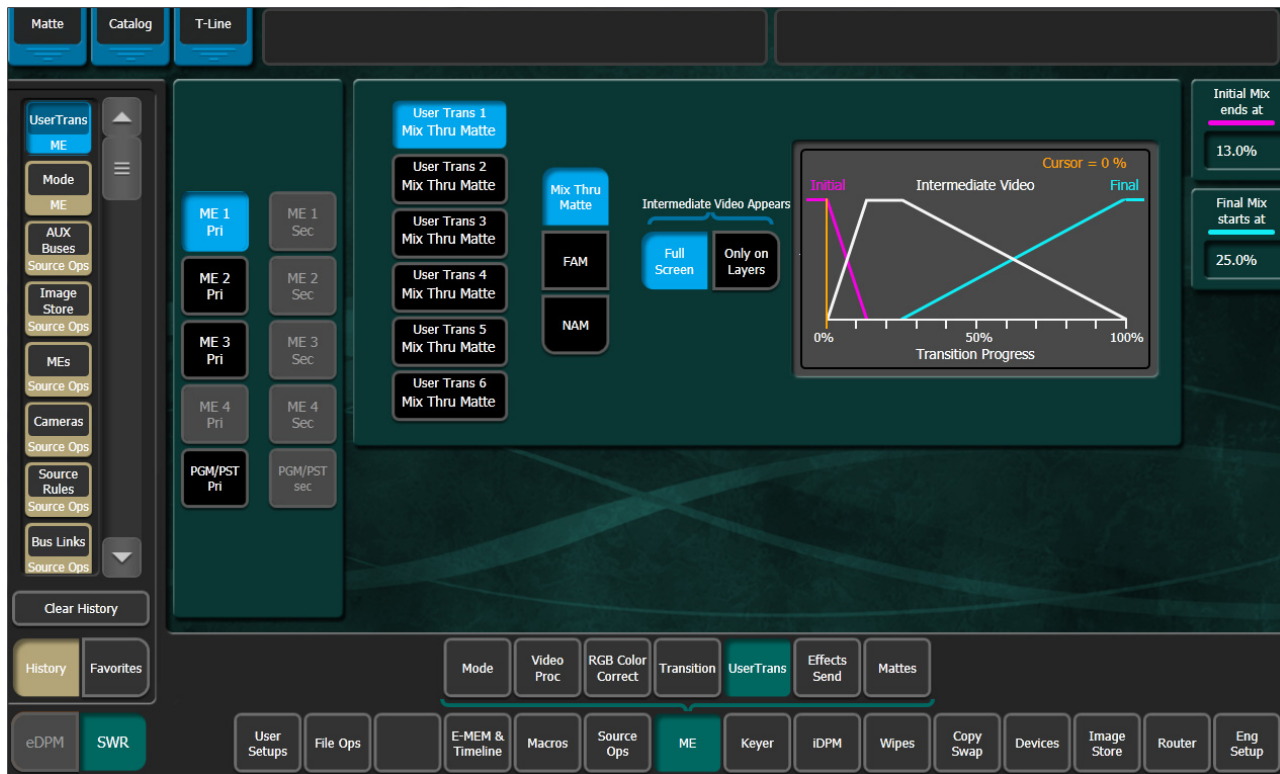 Matte
Catalog
T-Line
UserTrans
ME
Mode
ME
AUX
Buses
Source Ops
Image
Store
Source Ops
MEs
Source Ops
Cameras
Source Ops
Source
Rules
Source Ops
Bus Links
Source Ops
Clear History
History
Favorites
eDPM
SWR
ME 1
Pri
ME 1
Sec
ME 2
Pri
ME 2
Sec
ME 3
Pri
ME 3
Sec
ME 4
Pri
ME 4
Sec
PGM/PST
Pri
PGM/PST
sec
User Trans 1
Mix Thru Matte
User Trans 2
Mix Thru Matte
User Trans 3
Mix Thru Matte
User Trans 4
Mix Thru Matte
User Trans 5
Mix Thru Matte
User Trans 6
Mix Thru Matte
Mix Thru
Matte
FAM
NAM
Intermediate Video Appears
Full
Screen
Only on
Layers
Cursor = 0 %
Initial
Intermediate Video
Final
0%
50%
100%
Transition Progress
Initial Mix
ends at
13.0%
Final Mix
starts at
25.0%
Mode
Video
Proc
RGB Color
Correct
Transition
UserTrans
Effects
Send
Mattes
User
Setups
File Ops
E-MEM &
Timeline
Macros
Source
Ops
ME
Keyer
iDPM
Wipes
Copy
Swap
Devices
Image
Store
Router
Eng
Setup